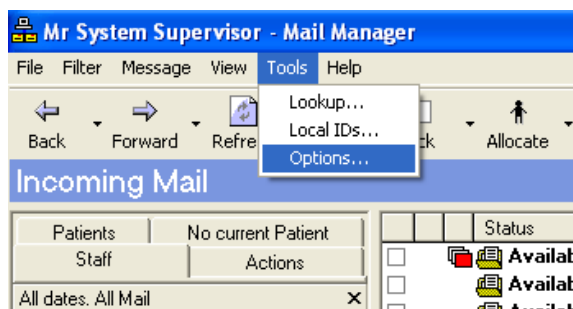 Mr System Supervisor - Mail Manager
File Filter Message View Tools Help
Lookup...
Local IDs...
Options...
Back Forward Allocate
Incoming Mail
Patients No current Patient
Staff Actions
Status
All dates. All Mail